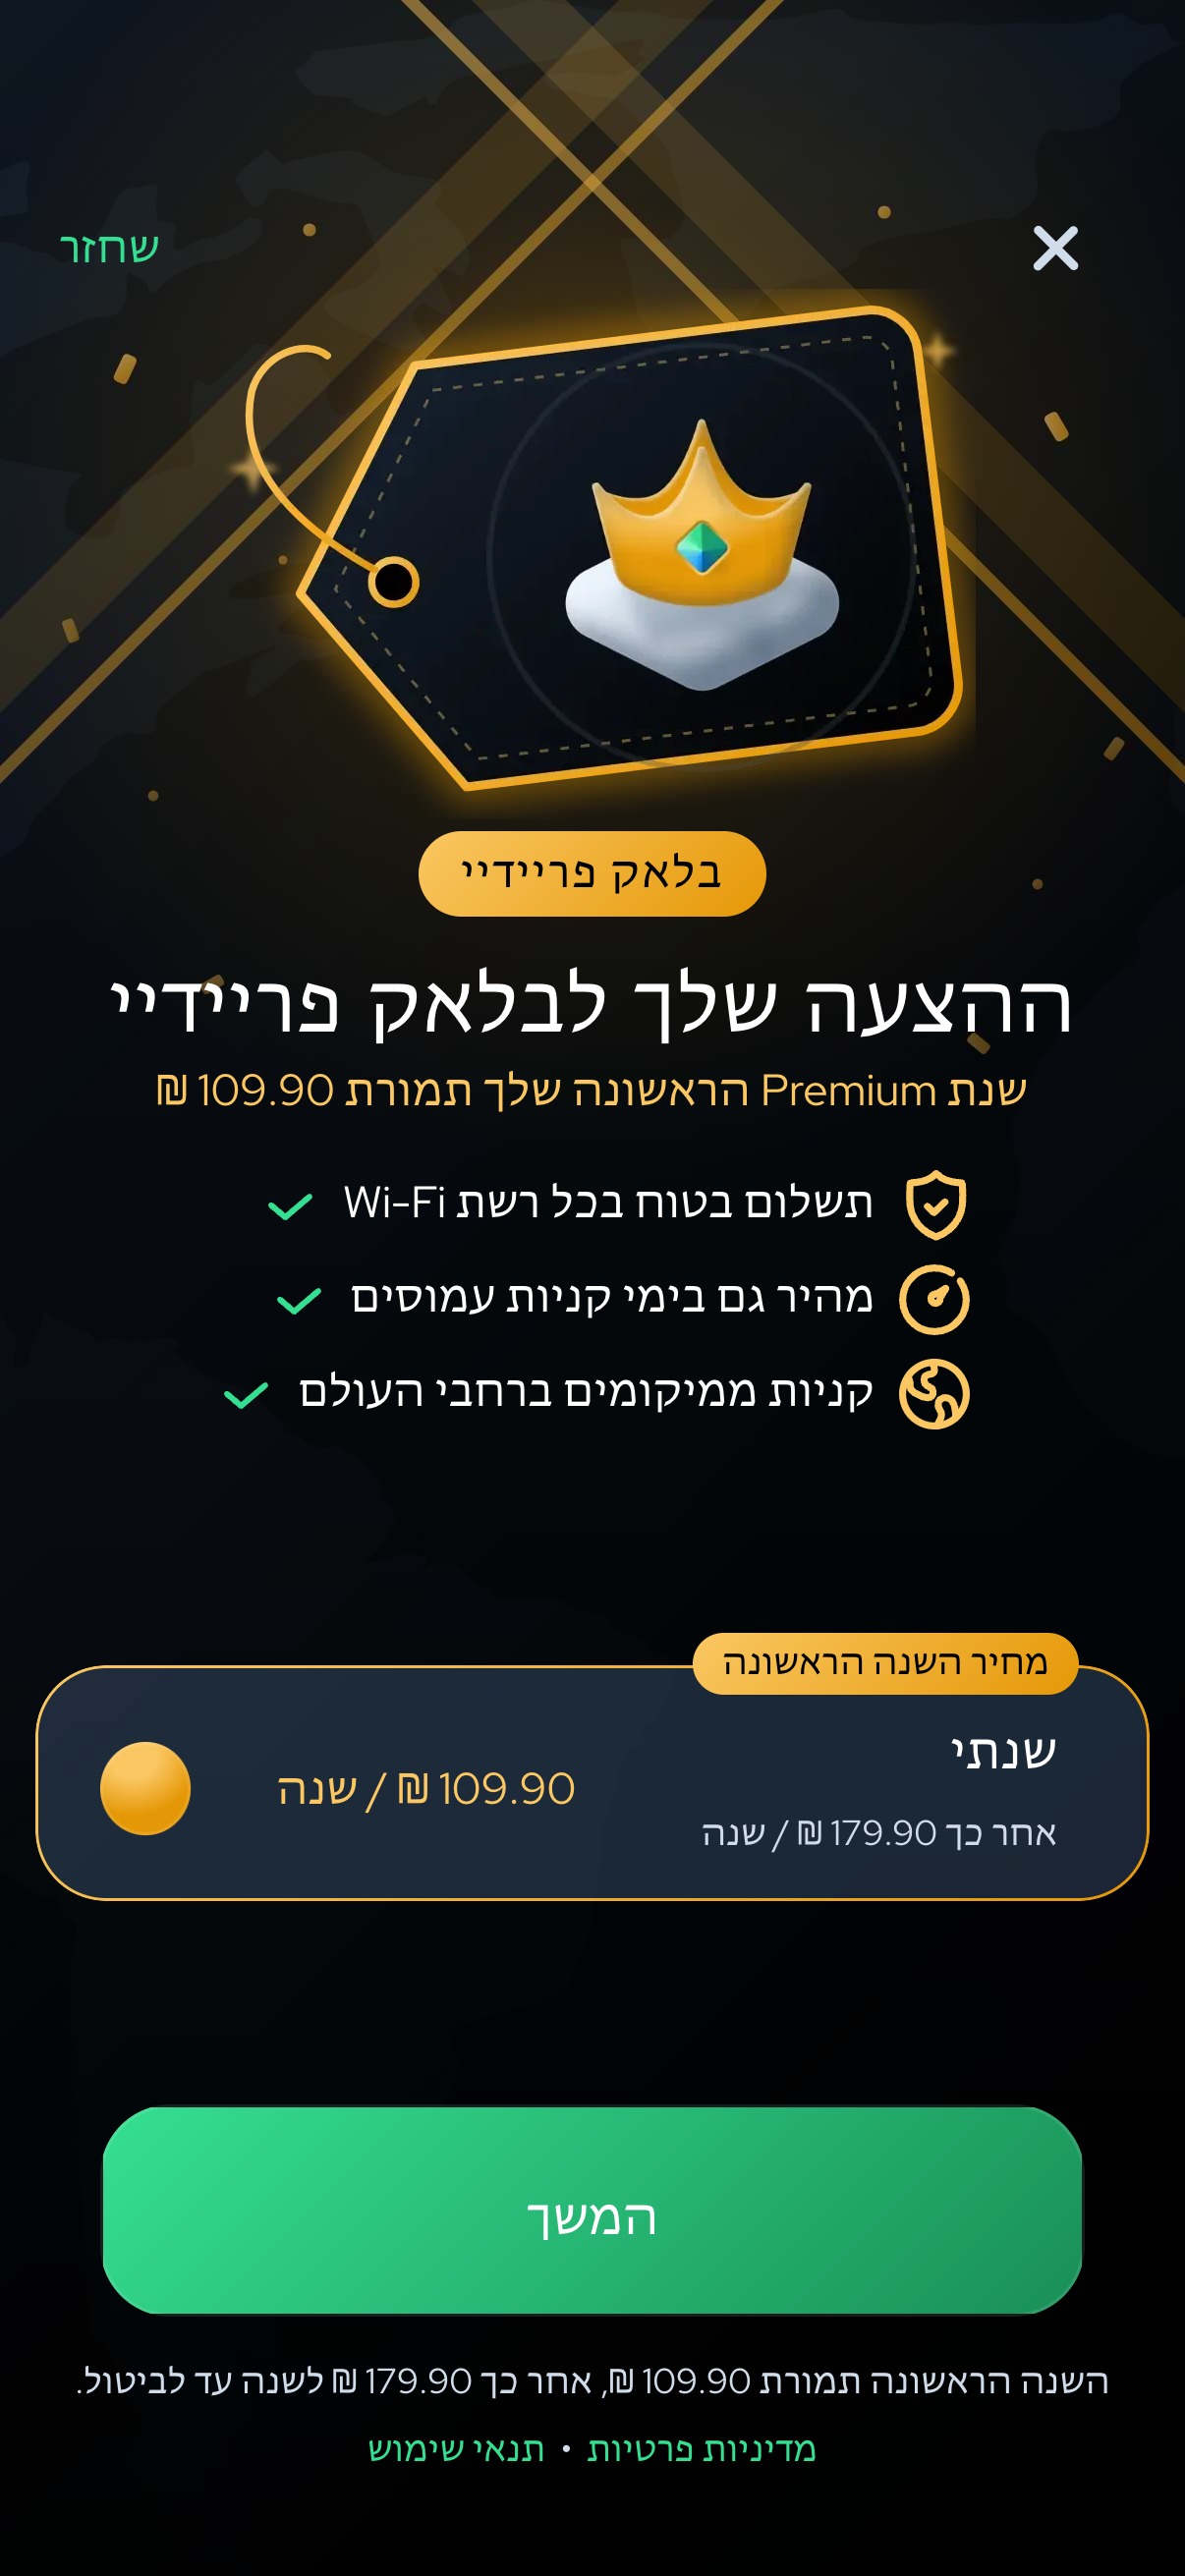 שחזר
בלאק פריידיי
ההצעה שלך לבלאק פריידיי
שנת Premium הראשונה שלך תמורת 109.90 ₪
תשלום בטוח בכל רשת Wi-Fi
מהיר גם בימי קניות עמוסים
קניות ממיקומים ברחבי העולם
מחיר השנה הראשונה
שנתי
109.90 ₪ / שנה
אחר כך 179.90 ₪ / שנה
המשך
השנה הראשונה תמורת 109.90 ₪, אחר כך 179.90 ₪ לשנה עד לביטול.
מדיניות פרטיות • תנאי שימוש